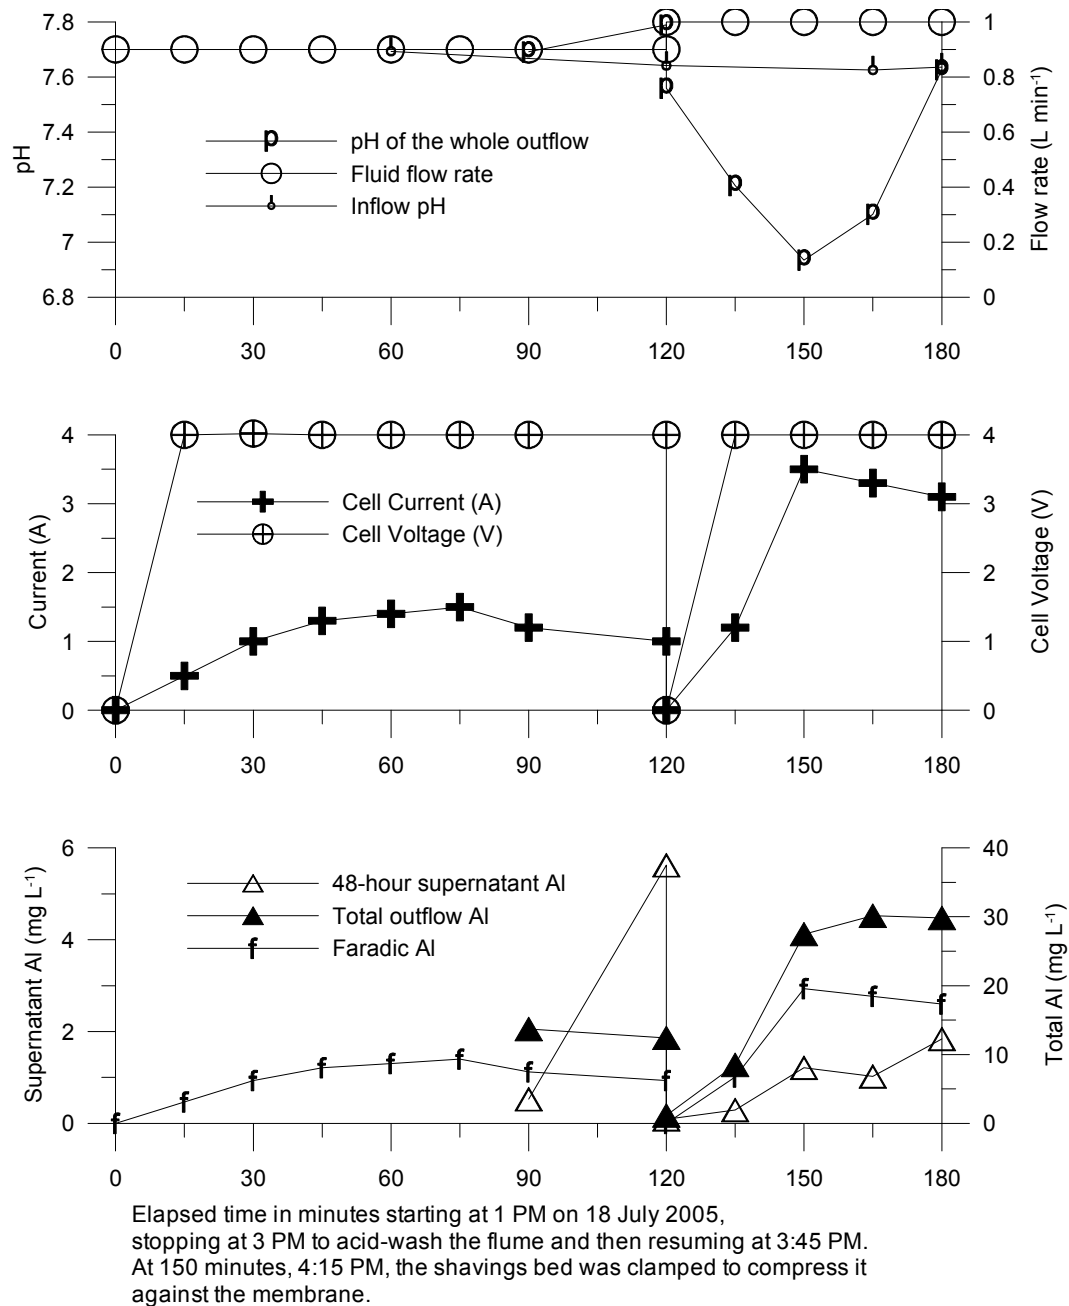 7.8
7.6
7.4
7.2
7
6.8
pH
1
0.8
0.6
0.4
0.2
0
Flow rate (L min-1)
pH of the whole outflow
Fluid flow rate
Inflow pH
0 30 60 90 120 150 180
4
3
2
1
0
Current (A)
4
3
2
1
0
Cell Voltage (V)
Cell Current (A)
Cell Voltage (V)
0 30 60 90 120 150 180
6
4
2
0
Supernatant Al (mg L-1)
40
30
20
10
0
Total Al (mg L-1)
48-hour supernatant Al
Total outflow Al
Faradic Al
0 30 60 90 120 150 180
Elapsed time in minutes starting at 1 PM on 18 July 2005,
stopping at 3 PM to acid-wash the flume and then resuming at 3:45 PM.
At 150 minutes, 4:15 PM, the shavings bed was clamped to compress it
against the membrane.